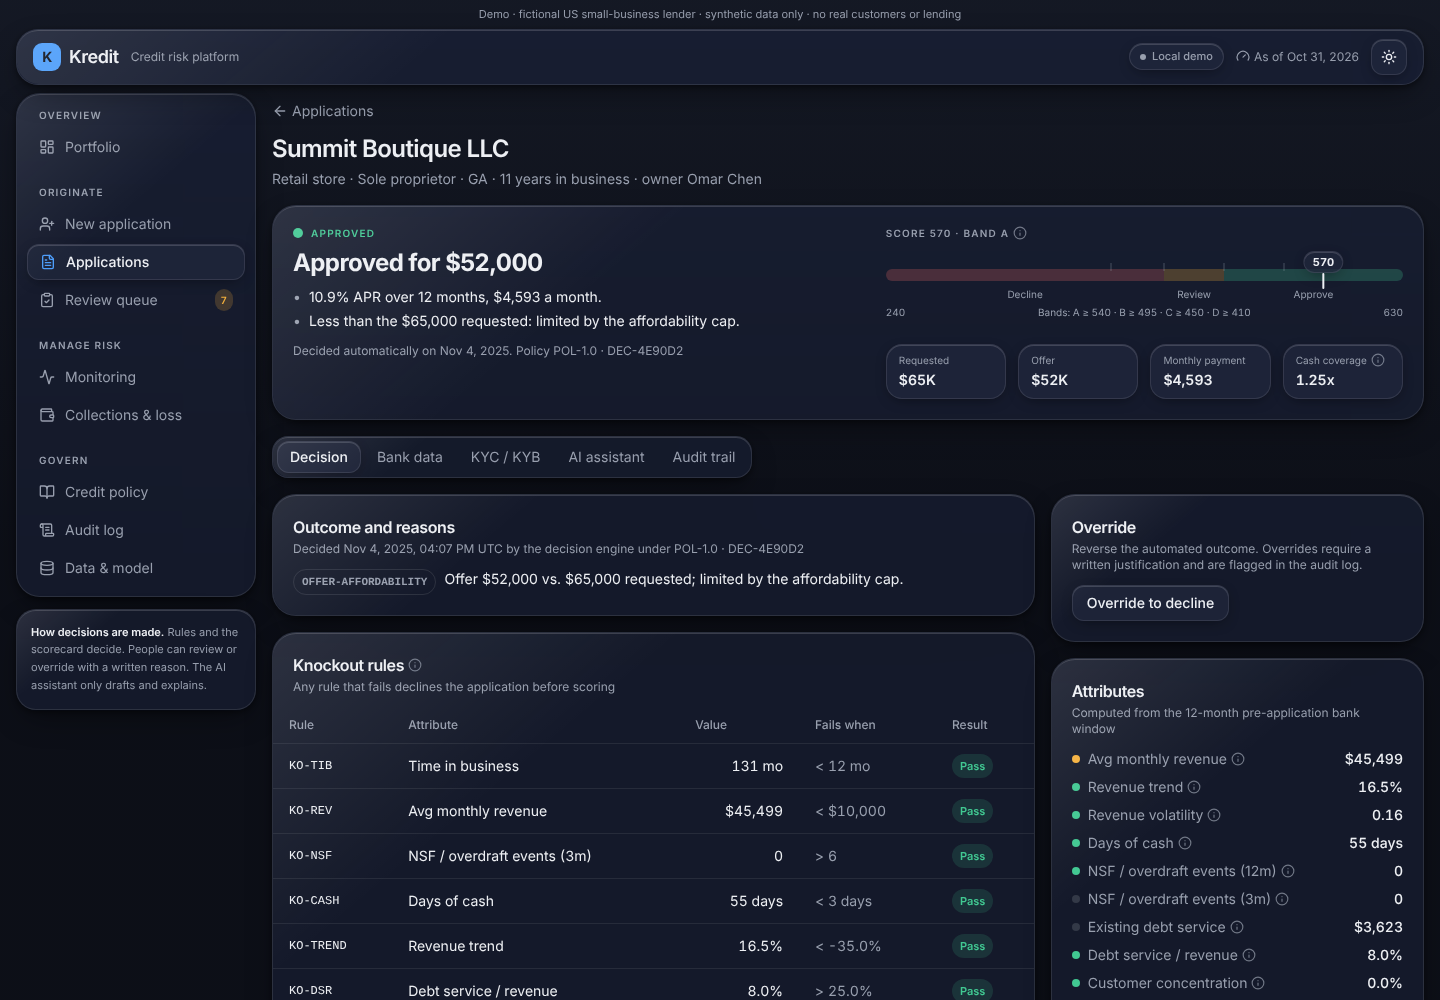 Demo · fictional US small-business lender · synthetic data only · no real customers or lending
K Kredit Credit risk platform
Local demo
As of Oct 31, 2026
OVERVIEW
Portfolio
ORIGINATE
New application
Applications
Review queue 7
MANAGE RISK
Monitoring
Collections & loss
GOVERN
Credit policy
Audit log
Data & model
How decisions are made. Rules and the
scorecard decide. People can review or
override with a written reason. The AI
assistant only drafts and explains.
← Applications
Summit Boutique LLC
Retail store · Sole proprietor · GA · 11 years in business · owner Omar Chen
APPROVED
Approved for $52,000
• 10.9% APR over 12 months, $4,593 a month.
• Less than the $65,000 requested: limited by the affordability cap.
Decided automatically on Nov 4, 2025. Policy POL-1.0 · DEC-4E90D2
SCORE 570 · BAND A
570
Decline Review Approve
240 Bands: A ≥ 540 · B ≥ 495 · C ≥ 450 · D ≥ 410 630
Requested
$65K
Offer
$52K
Monthly payment
$4,593
Cash coverage
1.25x
Decision Bank data KYC / KYB AI assistant Audit trail
Outcome and reasons
Decided Nov 4, 2025, 04:07 PM UTC by the decision engine under POL-1.0 · DEC-4E90D2
OFFER-AFFORDABILITY Offer $52,000 vs. $65,000 requested; limited by the affordability cap.
Knockout rules
Any rule that fails declines the application before scoring
Rule Attribute Value Fails when Result
KO-TIB Time in business 131 mo < 12 mo Pass
KO-REV Avg monthly revenue $45,499 < $10,000 Pass
KO-NSF NSF / overdraft events (3m) 0 > 6 Pass
KO-CASH Days of cash 55 days < 3 days Pass
KO-TREND Revenue trend 16.5% < -35.0% Pass
KO-DSR Debt service / revenue 8.0% > 25.0% Pass
Override
Reverse the automated outcome. Overrides require a
written justification and are flagged in the audit log.
Override to decline
Attributes
Computed from the 12-month pre-application bank
window
Avg monthly revenue $45,499
Revenue trend 16.5%
Revenue volatility 0.16
Days of cash 55 days
NSF / overdraft events (12m) 0
NSF / overdraft events (3m) 0
Existing debt service $3,623
Debt service / revenue 8.0%
Customer concentration 0.0%